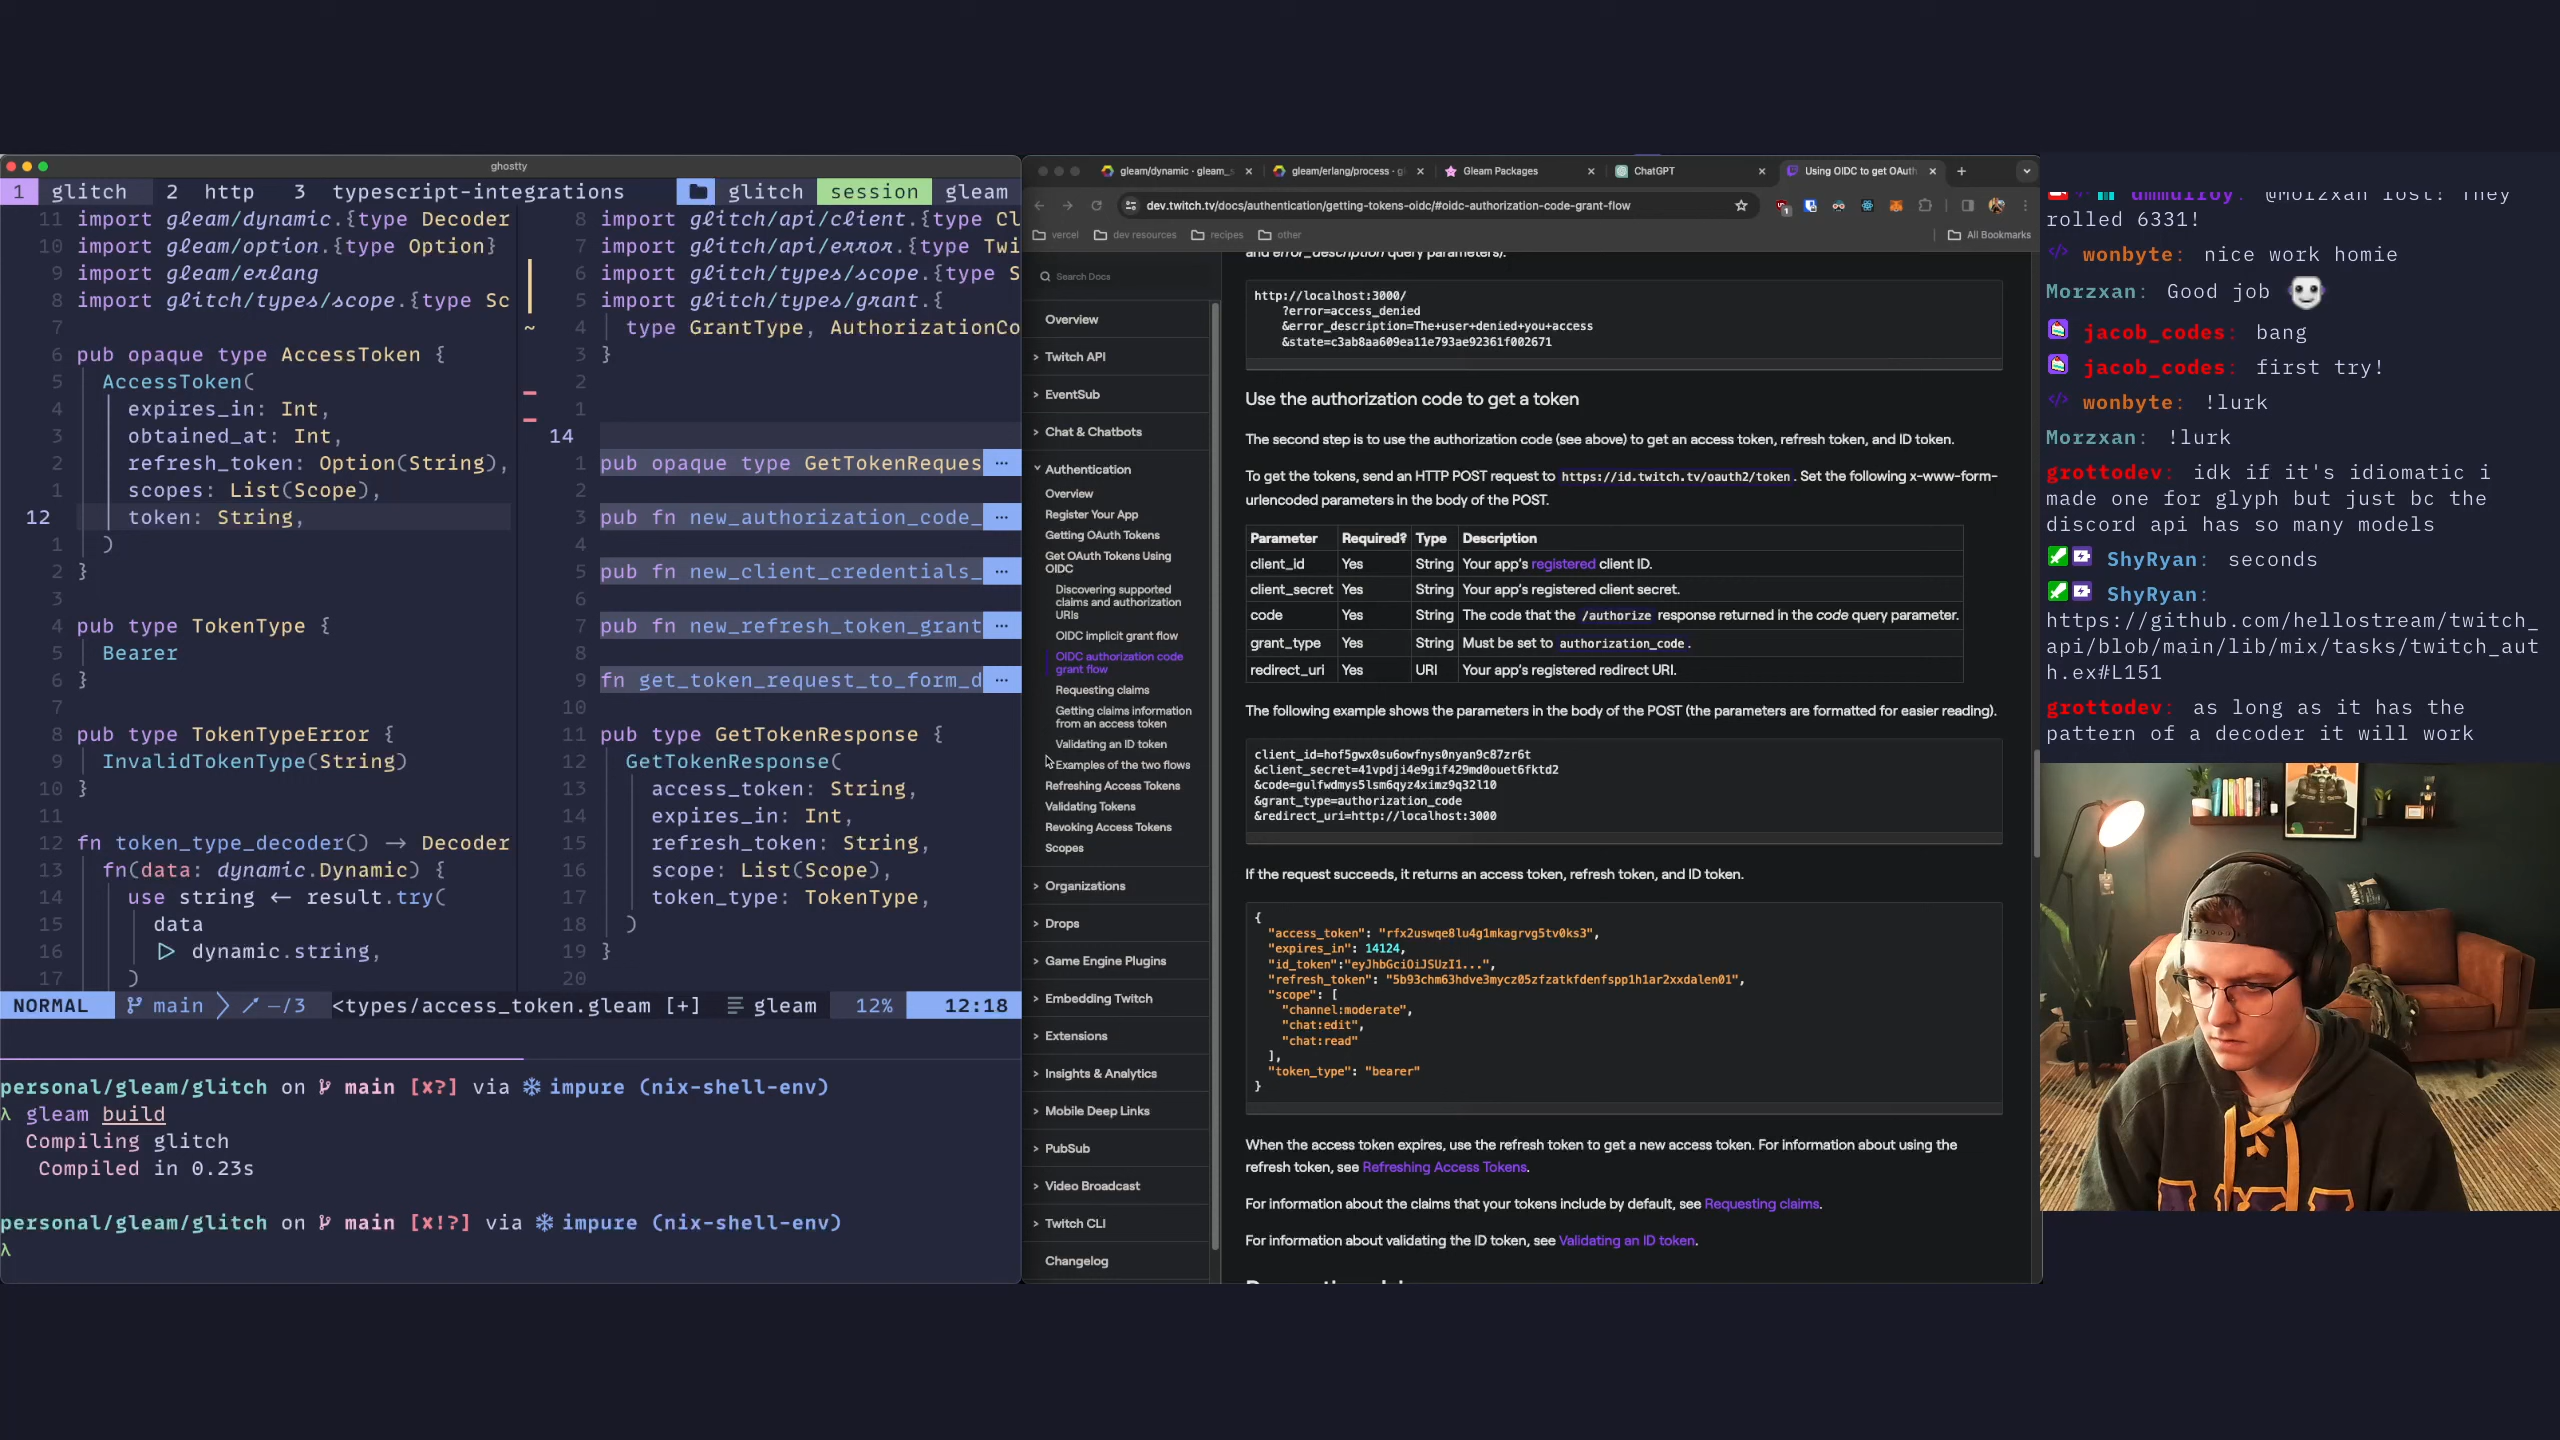 ghostty
1 glitch 2 http 3 typescript-integrations glitch session gleam
11 import gleam/dynamic.{type Decoder
10 import gleam/option.{type Option}
9 import gleam/erlang
8 import glitch/types/scope.{type Sc
7
6 pub opaque type AccessToken {
5 AccessToken(
4 expires_in: Int,
3 obtained_at: Int,
2 refresh_token: Option(String),
1 scopes: List(Scope),
12 token: String,
1 )
2 }
3
4 pub type TokenType {
5 Bearer
6 }
7
8 pub type TokenTypeError {
9 InvalidTokenType(String)
10 }
11
12 fn token_type_decoder() -> Decoder
13 fn(data: dynamic.Dynamic) {
14 use string <- result.try(
15 data
16 |> dynamic.string,
17 )
8 import glitch/api/client.{type Cl
7 import glitch/api/error.{type Twi
6 import glitch/types/scope.{type S
5 import glitch/types/grant.{
~ 4 type GrantType, AuthorizationCo
3 }
2
1
14
1 pub opaque type GetTokenReques ...
2
3 pub fn new_authorization_code_ ...
4
5 pub fn new_client_credentials_ ...
6
7 pub fn new_refresh_token_grant ...
8
9 fn get_token_request_to_form_d ...
10
11 pub type GetTokenResponse {
12 GetTokenResponse(
13 access_token: String,
14 expires_in: Int,
15 refresh_token: String,
16 scope: List(Scope),
17 token_type: TokenType,
18 )
19 }
20
NORMAL main –/3 <types/access_token.gleam [+] gleam 12% 12:18
personal/gleam/glitch on main [✘?] via ❄ impure (nix-shell-env)
λ gleam build
Compiling glitch
Compiled in 0.23s
personal/gleam/glitch on main [✘!?] via ❄ impure (nix-shell-env)
λ
gleam/dynamic · gleam_s
gleam/erlang/process · gl
Gleam Packages
ChatGPT
Using OIDC to get OAuth
dev.twitch.tv/docs/authentication/getting-tokens-oidc/#oidc-authorization-code-grant-flow
vercel dev resources recipes other All Bookmarks
Search Docs
Overview
Twitch API
EventSub
Chat & Chatbots
Authentication
Overview
Register Your App
Getting OAuth Tokens
Get OAuth Tokens Using
OIDC
Discovering supported
claims and authorization
URIs
OIDC implicit grant flow
OIDC authorization code
grant flow
Requesting claims
Getting claims information
from an access token
Validating an ID token
Examples of the two flows
Refreshing Access Tokens
Validating Tokens
Revoking Access Tokens
Scopes
Organizations
Drops
Game Engine Plugins
Embedding Twitch
Extensions
Insights & Analytics
Mobile Deep Links
PubSub
Video Broadcast
Twitch CLI
Changelog
and error_description query parameters).
http://localhost:3000/
?error=access_denied
&error_description=The+user+denied+you+access
&state=c3ab8aa609ea11e793ae92361f002671
Use the authorization code to get a token
The second step is to use the authorization code (see above) to get an access token, refresh token, and ID token.
To get the tokens, send an HTTP POST request to https://id.twitch.tv/oauth2/token. Set the following x-www-form-
urlencoded parameters in the body of the POST.
Parameter Required? Type Description
client_id Yes String Your app's registered client ID.
client_secret Yes String Your app's registered client secret.
code Yes String The code that the /authorize response returned in the code query parameter.
grant_type Yes String Must be set to authorization_code.
redirect_uri Yes URI Your app's registered redirect URI.
The following example shows the parameters in the body of the POST (the parameters are formatted for easier reading).
client_id=hof5gwx0su6owfnys0nyan9c87zr6t
&client_secret=41vpdji4e9gif429md0ouet6fktd2
&code=gulfwdmys5lsm6qyz4ximz9q32l10
&grant_type=authorization_code
&redirect_uri=http://localhost:3000
If the request succeeds, it returns an access token, refresh token, and ID token.
{
"access_token": "rfx2uswqe8lu4g1mkagrvg5tv0ks3",
"expires_in": 14124,
"id_token":"eyJhbGciOiJSUzI1...",
"refresh_token": "5b93chm63hdve3mycz05zfzatkfdenfspp1h1ar2xxdalen01",
"scope": [
"channel:moderate",
"chat:edit",
"chat:read"
],
"token_type": "bearer"
}
When the access token expires, use the refresh token to get a new access token. For information about using the
refresh token, see Refreshing Access Tokens.
For information about the claims that your tokens include by default, see Requesting claims.
For information about validating the ID token, see Validating an ID token.
dmmulroy: @Morzxan lost! They
rolled 6331!
wonbyte: nice work homie
Morzxan: Good job
jacob_codes: bang
jacob_codes: first try!
wonbyte: !lurk
Morzxan: !lurk
grottodev: idk if it's idiomatic i
made one for glyph but just bc the
discord api has so many models
ShyRyan: seconds
ShyRyan:
https://github.com/hellostream/twitch_
api/blob/main/lib/mix/tasks/twitch_aut
h.ex#L151
grottodev: as long as it has the
pattern of a decoder it will work